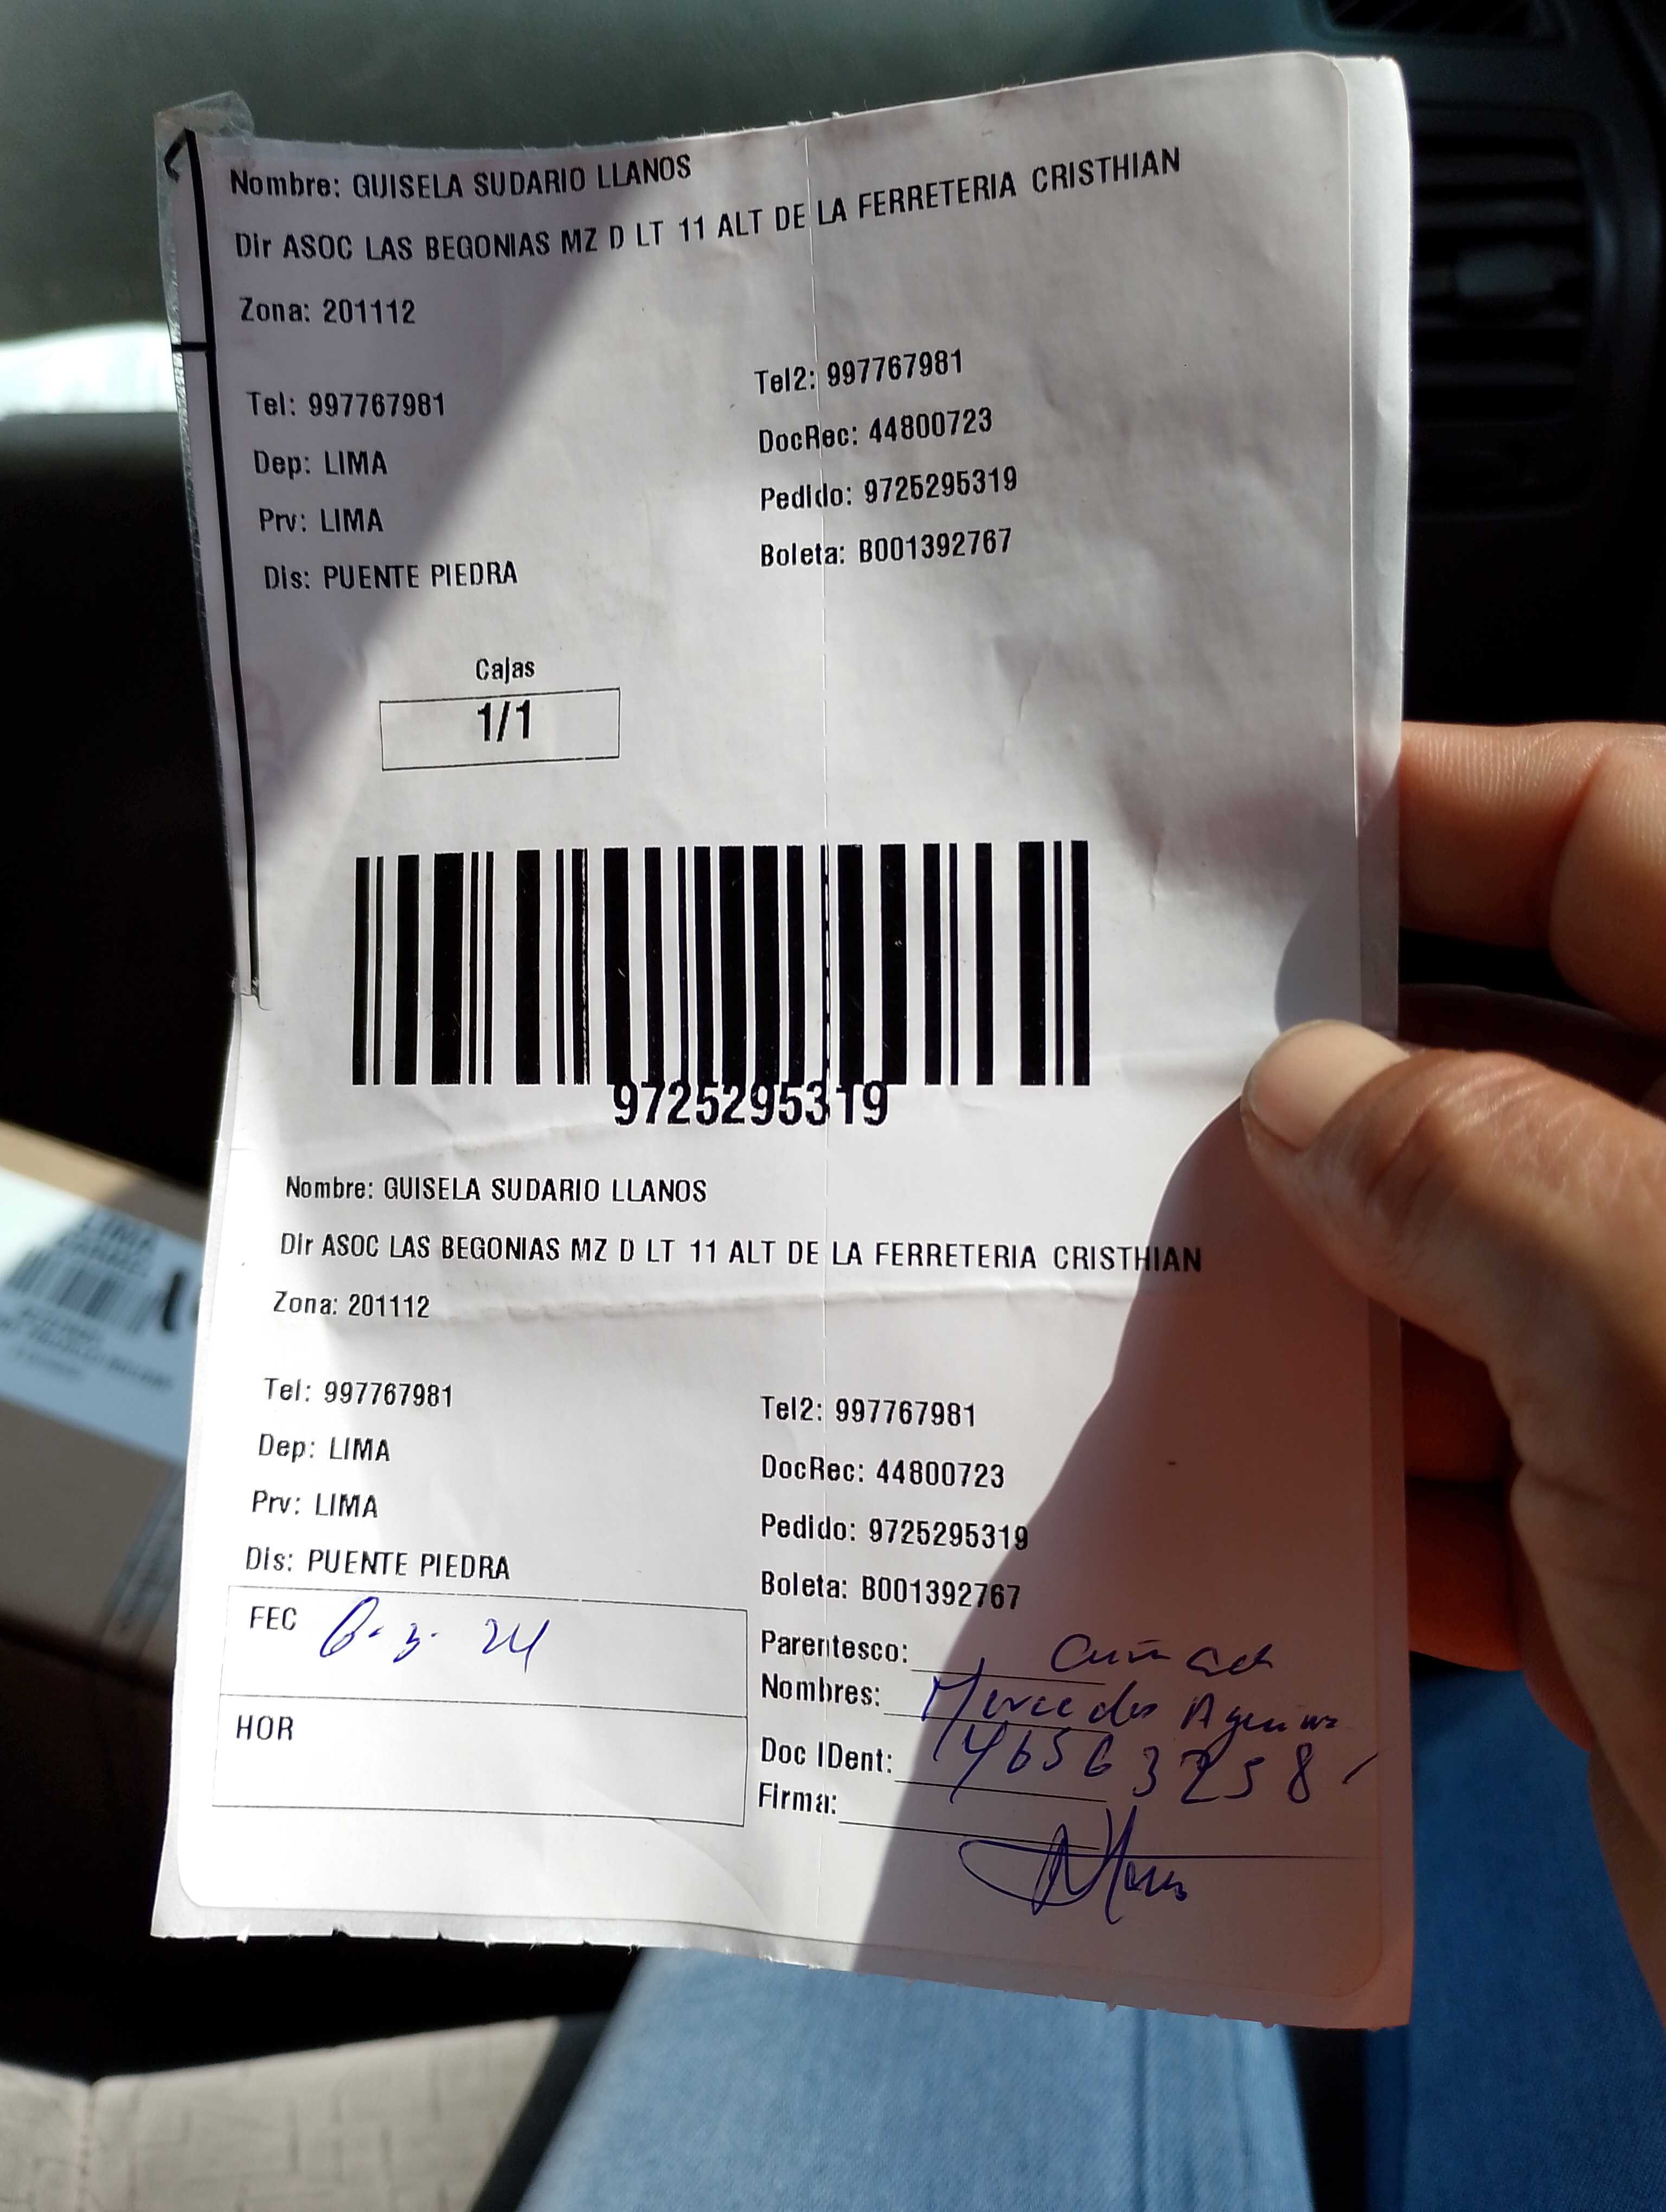 Nombre: GUISELA SUDARIO LLANOS
Dir ASOC LAS BEGONIAS MZ D LT 11 ALT DE LA FERRETERIA CRISTHIAN
Zona: 201112
Tel: 997767981
Tel2: 997767981
Dep: LIMA
DocRec: 44800723
Prv: LIMA
Pedido: 9725295319
Dis: PUENTE PIEDRA
Boleta: B001392767
Cajas
1/1
9725295319
Nombre: GUISELA SUDARIO LLANOS
Dir ASOC LAS BEGONIAS MZ D LT 11 ALT DE LA FERRETERIA CRISTHIAN
Zona: 201112
Tel: 997767981
Tel2: 997767981
Dep: LIMA
DocRec: 44800723
Prv: LIMA
Pedido: 9725295319
Dis: PUENTE PIEDRA
Boleta: B001392767
FEC 6-3-24
HOR
Parentesco:
Nombres: Mercedes
Doc IDent:
Firma:
LIMA